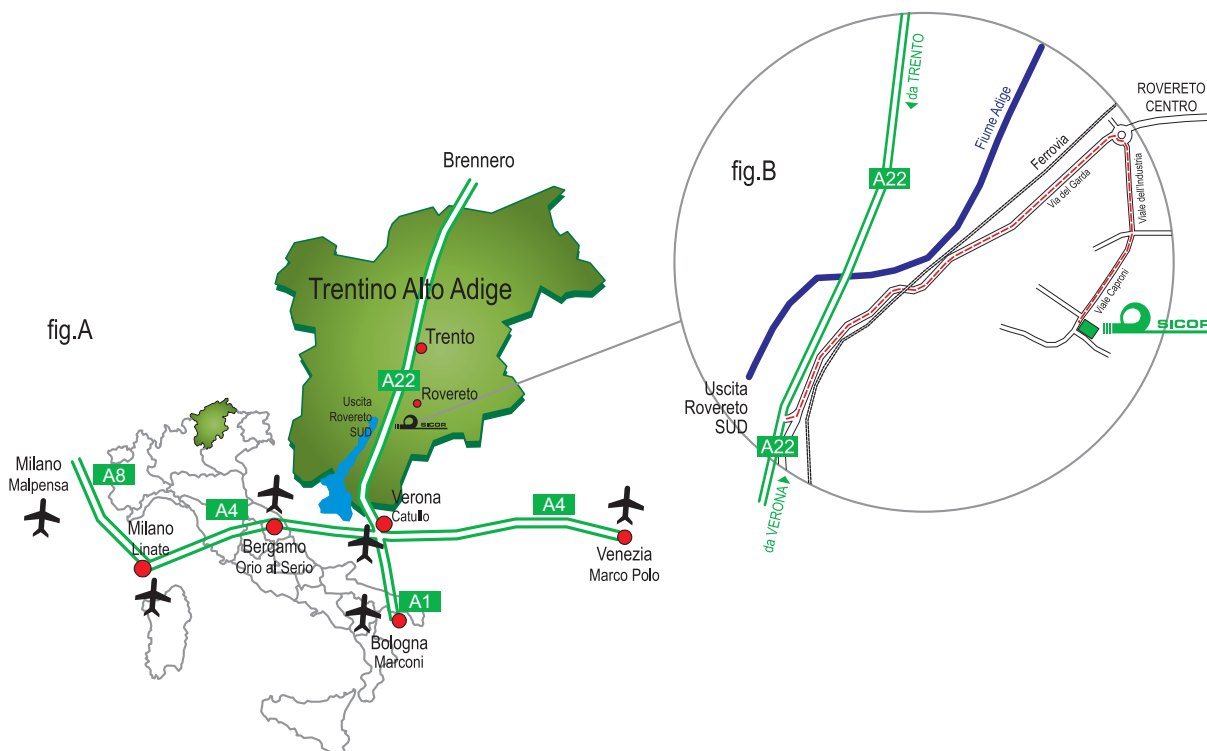 fig.A
Brennero
Trentino Alto Adige
Trento
A22
Rovereto
Uscita
Rovereto
SUD
SICOR
Milano
Malpensa
A8
A4
Milano
Linate
Bergamo
Orio al Serio
Verona
Catullo
A4
Venezia
Marco Polo
A1
Bologna
Marconi
fig.B
da TRENTO
Fiume Adige
A22
Ferrovia
ROVERETO
CENTRO
Via del Garda
Viale dell'Industria
Viale Caproni
SICOR
Uscita
Rovereto
SUD
A22
da VERONA